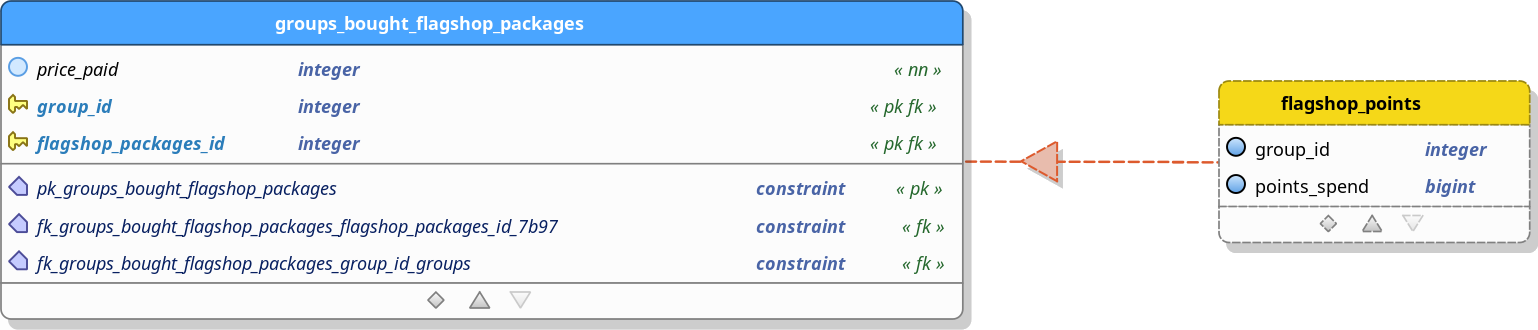 groups_bought_flagshop_packages
price_paid integer « nn »
group_id integer « pk fk »
flagshop_packages_id integer « pk fk »
pk_groups_bought_flagshop_packages constraint « pk »
fk_groups_bought_flagshop_packages_flagshop_packages_id_7b97 constraint « fk »
fk_groups_bought_flagshop_packages_group_id_groups constraint « fk »
flagshop_points
group_id integer
points_spend bigint